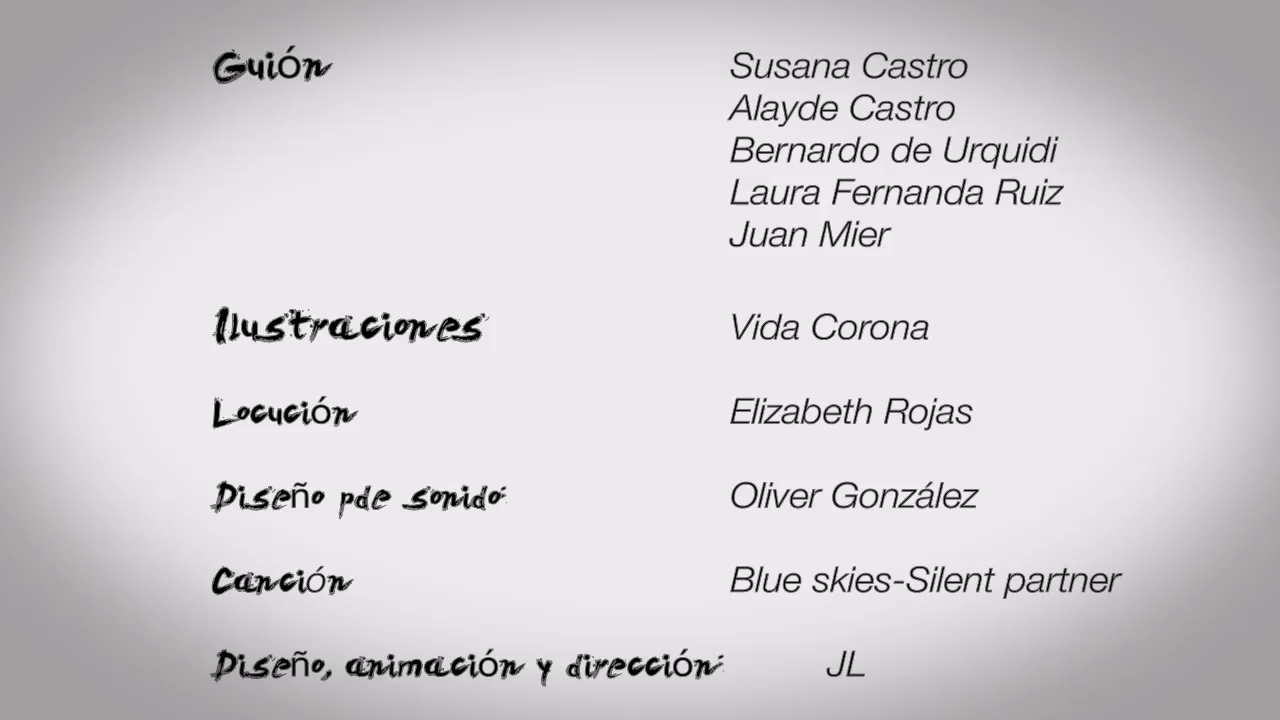 Guión Susana Castro
Alayde Castro
Bernardo de Urquidi
Laura Fernanda Ruiz
Juan Mier
Ilustraciones Vida Corona
Locución Elizabeth Rojas
Diseño pde sonido: Oliver González
Canción Blue skies-Silent partner
Diseño, animación y dirección: JL